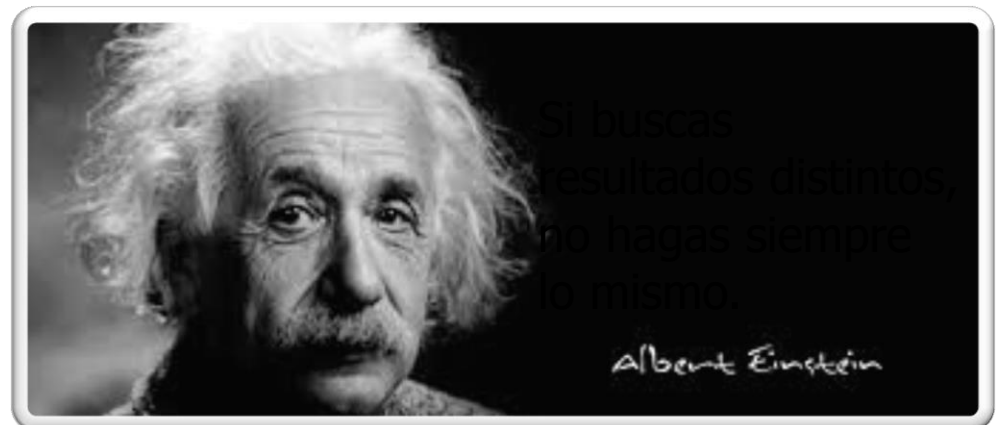 Si buscas
resultados distintos,
no hagas siempre
lo mismo.
Albert Einstein